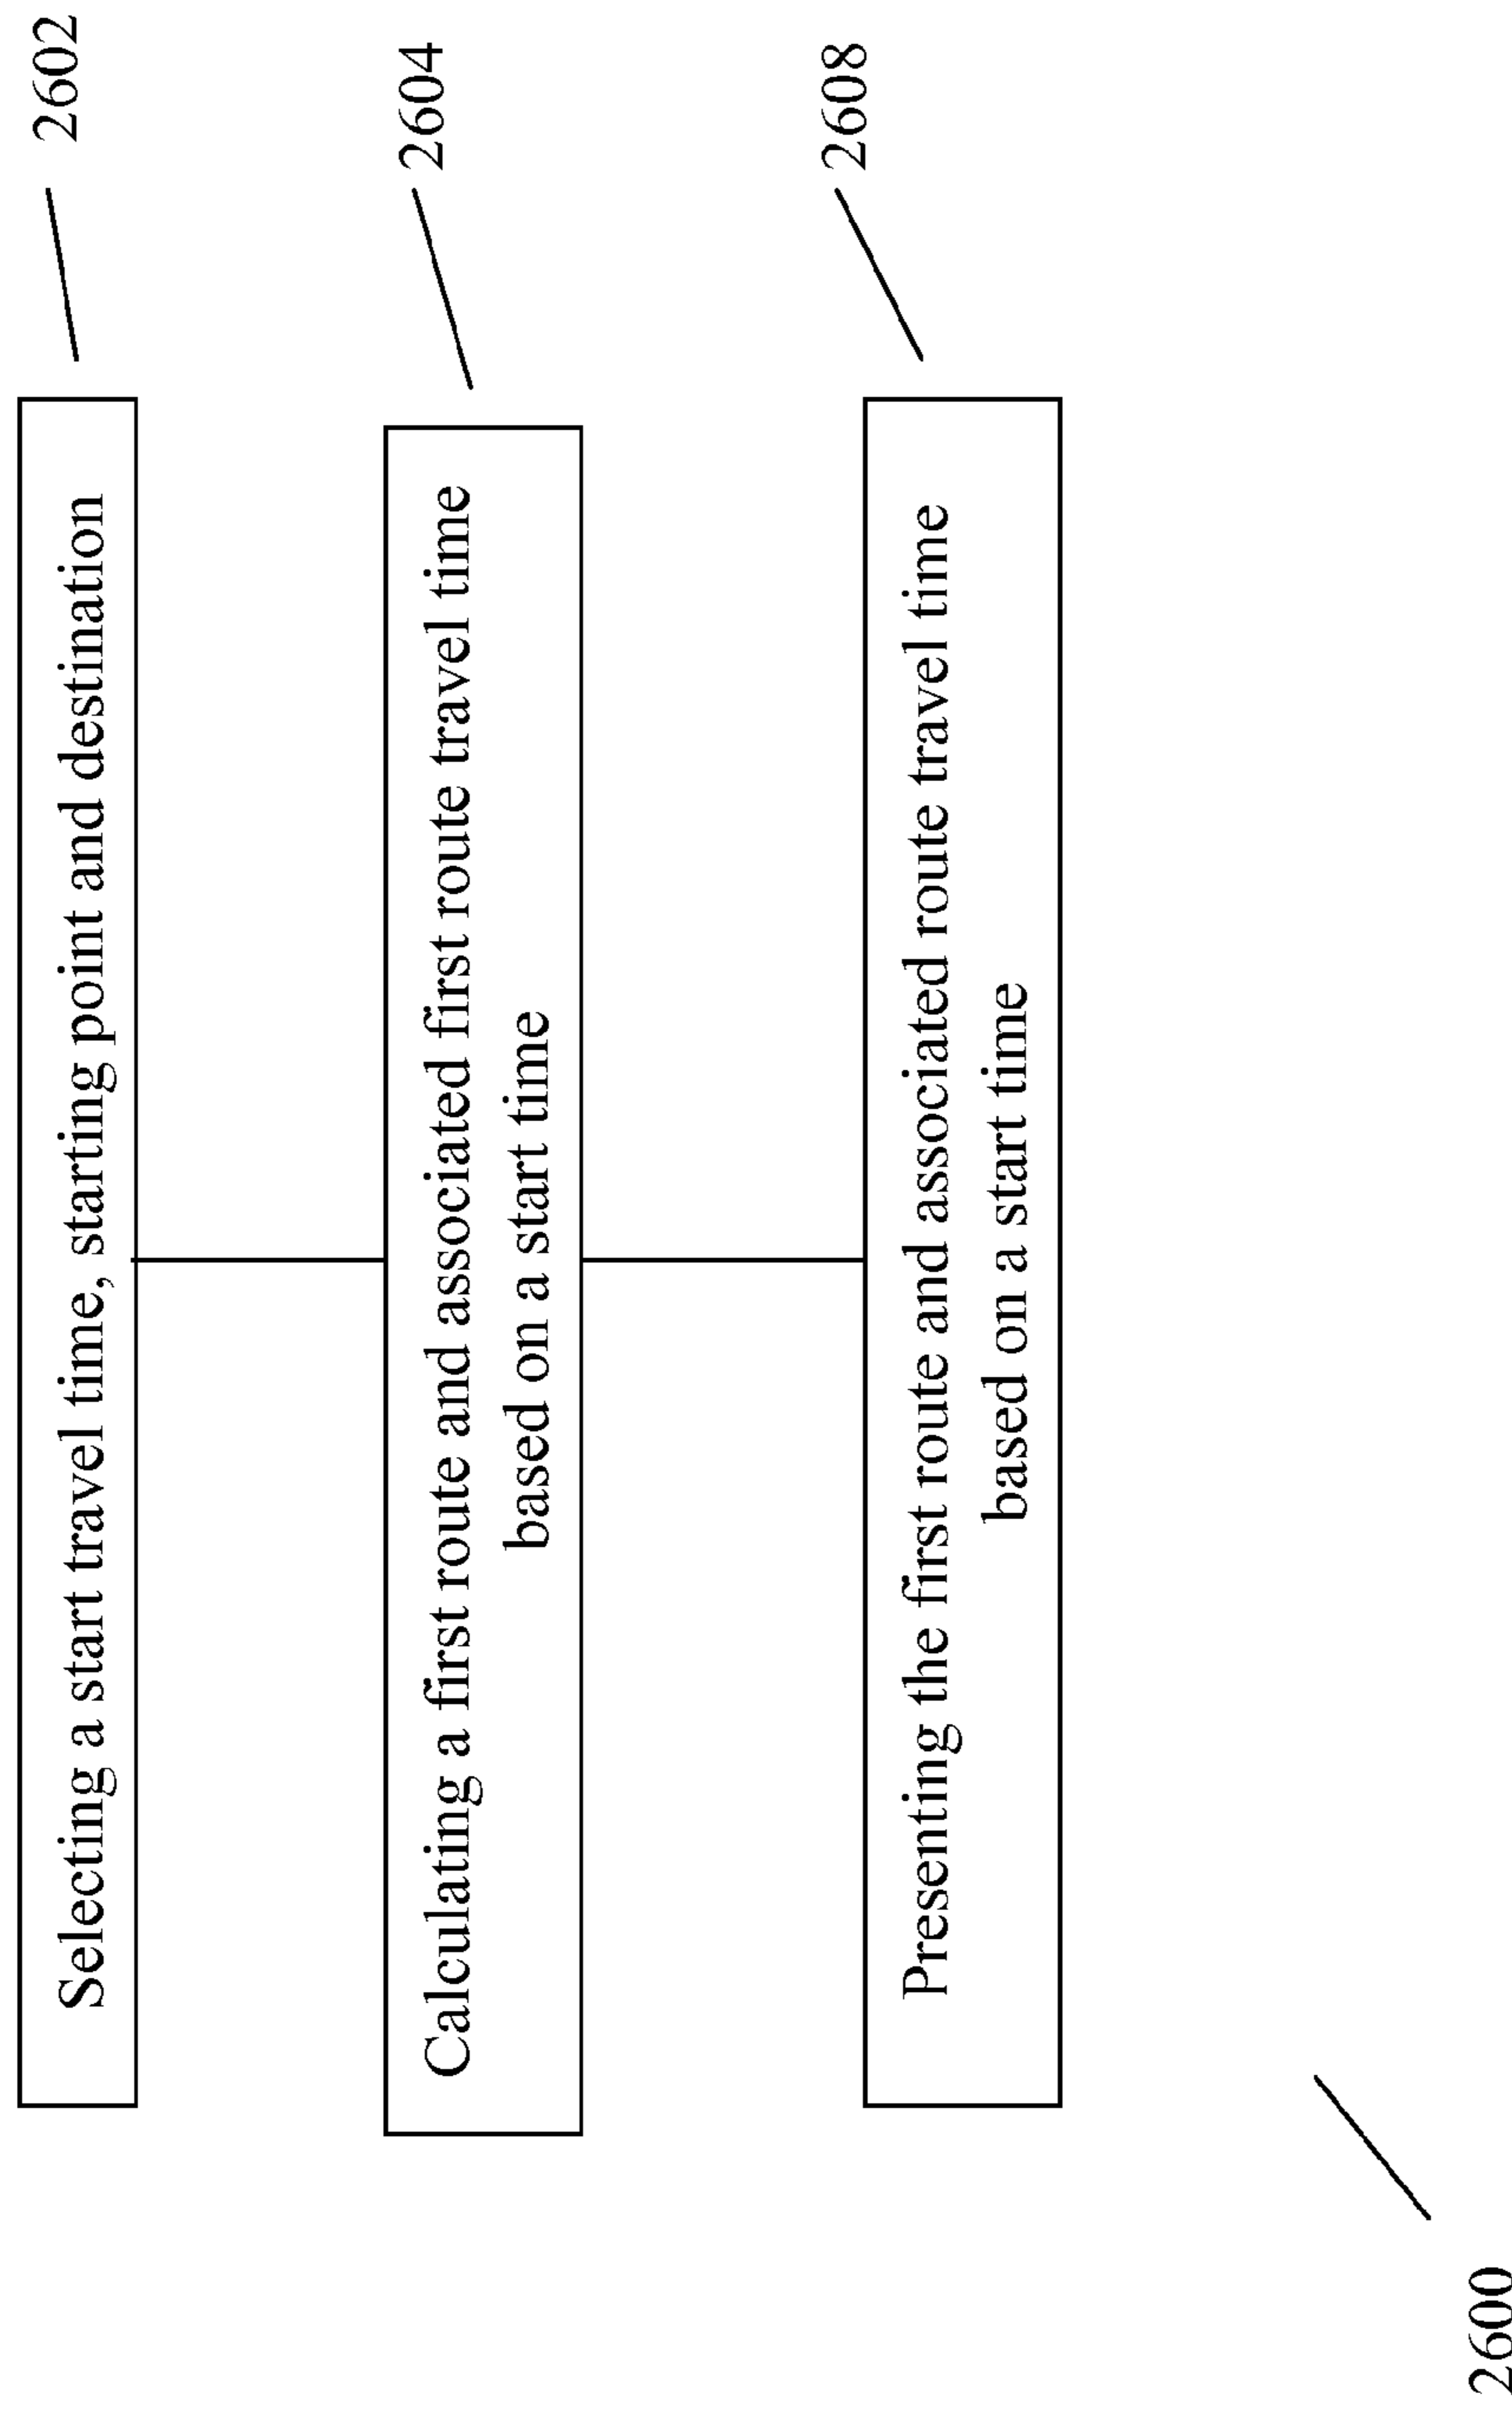 Selecting a start travel time, starting point and destination
2602
Calculating a first route and associated first route travel time
based on a start time
2604
Presenting the first route and associated route travel time
based on a start time
2608
2600